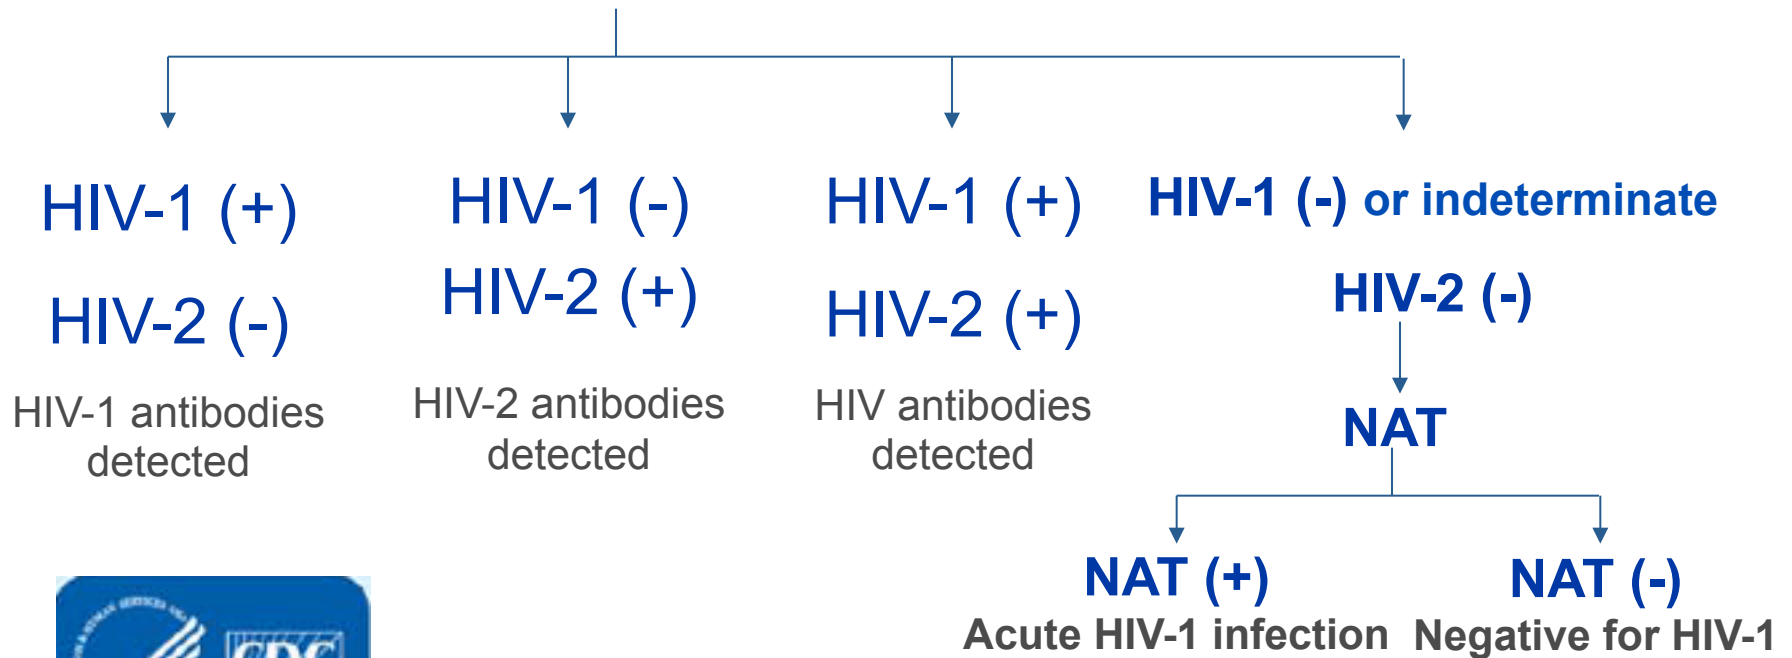 HIV-1 (+)
HIV-2 (-)
HIV-1 antibodies
detected
HIV-1 (-)
HIV-2 (+)
HIV-2 antibodies
detected
HIV-1 (+)
HIV-2 (+)
HIV antibodies
detected
HIV-1 (-) or indeterminate
HIV-2 (-)
NAT
NAT (+)
Acute HIV-1 infection
NAT (-)
Negative for HIV-1
CDC